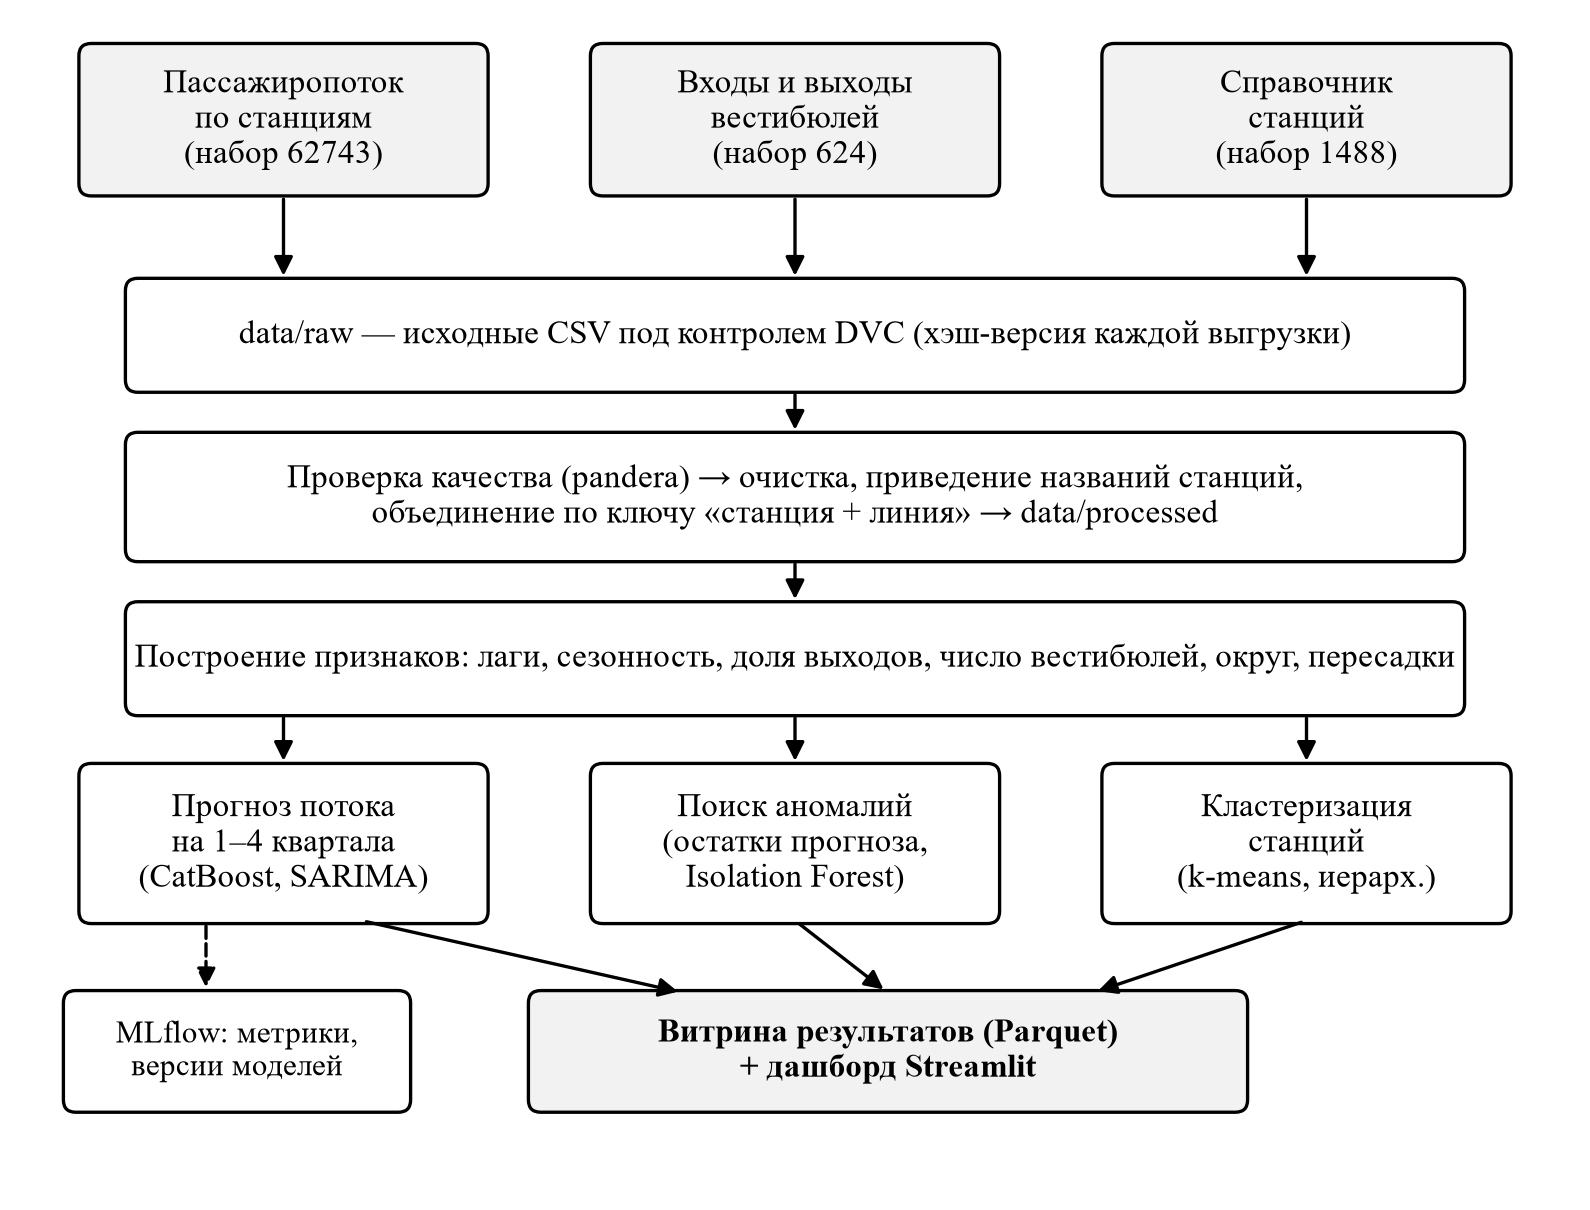 Пассажиропоток
по станциям
(набор 62743)
Входы и выходы
вестибюлей
(набор 624)
Справочник
станций
(набор 1488)
data/raw — исходные CSV под контролем DVC (хэш-версия каждой выгрузки)
Проверка качества (pandera) → очистка, приведение названий станций,
объединение по ключу «станция + линия» → data/processed
Построение признаков: лаги, сезонность, доля выходов, число вестибюлей, округ, пересадки
Прогноз потока
на 1–4 квартала
(CatBoost, SARIMA)
Поиск аномалий
(остатки прогноза,
Isolation Forest)
Кластеризация
станций
(k-means, иерарх.)
MLflow: метрики,
версии моделей
Витрина результатов (Parquet)
+ дашборд Streamlit